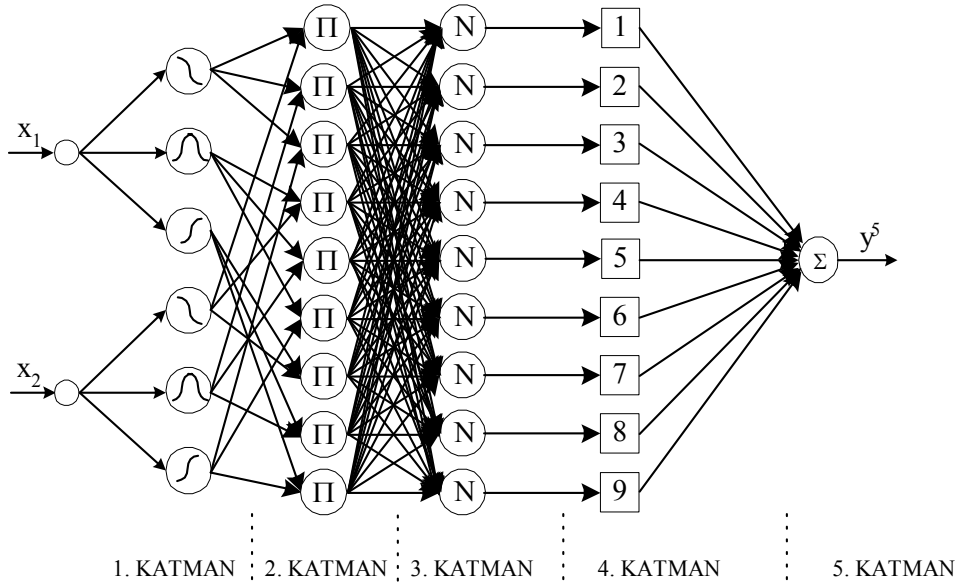 Π N 1
Π N 2
x₁ Π N 3
Π N 4
Π N 5 Σ y⁵
Π N 6
x₂ Π N 7
Π N 8
Π N 9
1. KATMAN 2. KATMAN 3. KATMAN 4. KATMAN 5. KATMAN